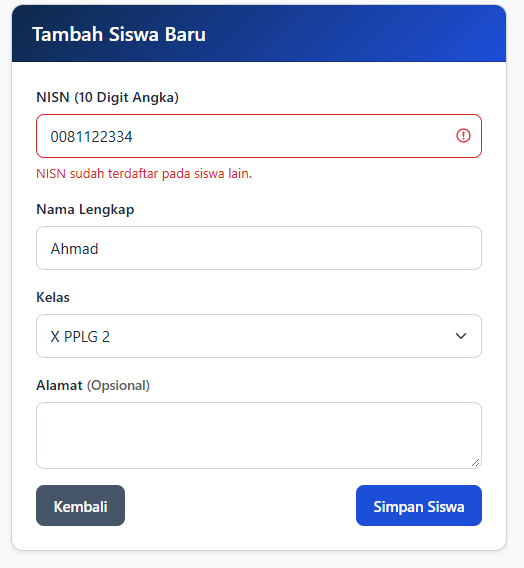 Tambah Siswa Baru
NISN (10 Digit Angka)
0081122334
NISN sudah terdaftar pada siswa lain.
Nama Lengkap
Ahmad
Kelas
X PPLG 2
Alamat (Opsional)
Kembali
Simpan Siswa